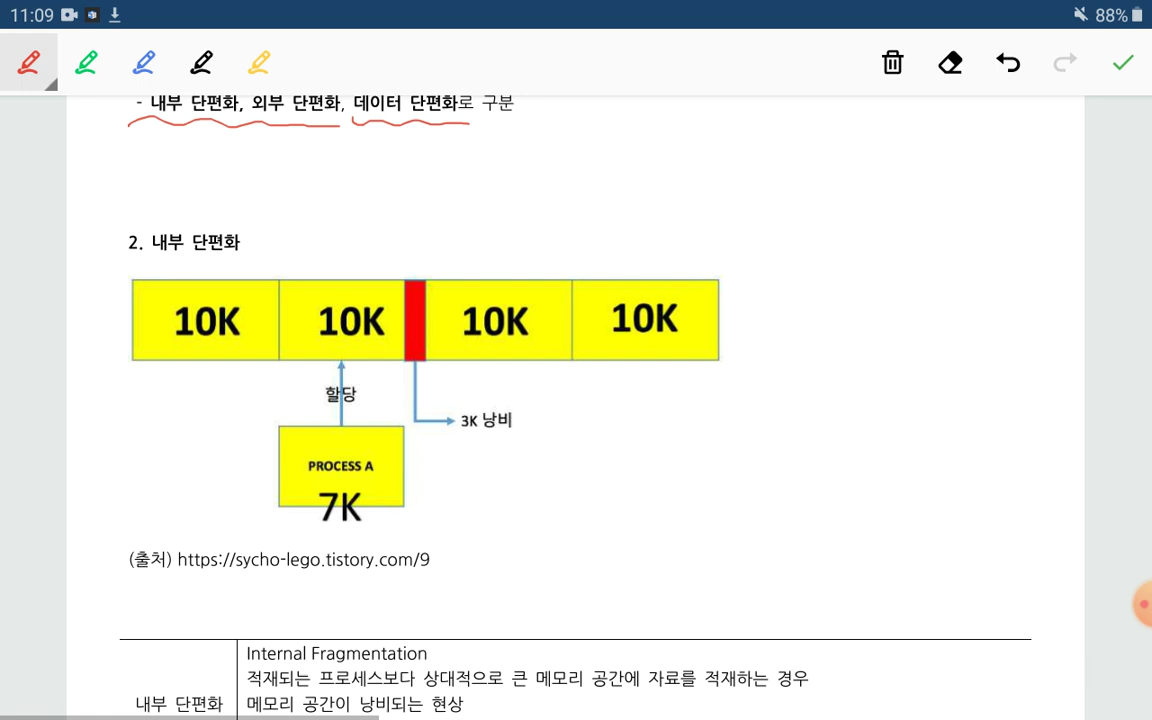 11:09
88%
- 내부 단편화, 외부 단편화, 데이터 단편화로 구분
2. 내부 단편화
10K 10K 10K 10K
할당
3K 낭비
PROCESS A
7K
(출처) https://sycho-lego.tistory.com/9
Internal Fragmentation
적재되는 프로세스보다 상대적으로 큰 메모리 공간에 자료를 적재하는 경우
내부 단편화 메모리 공간이 낭비되는 현상